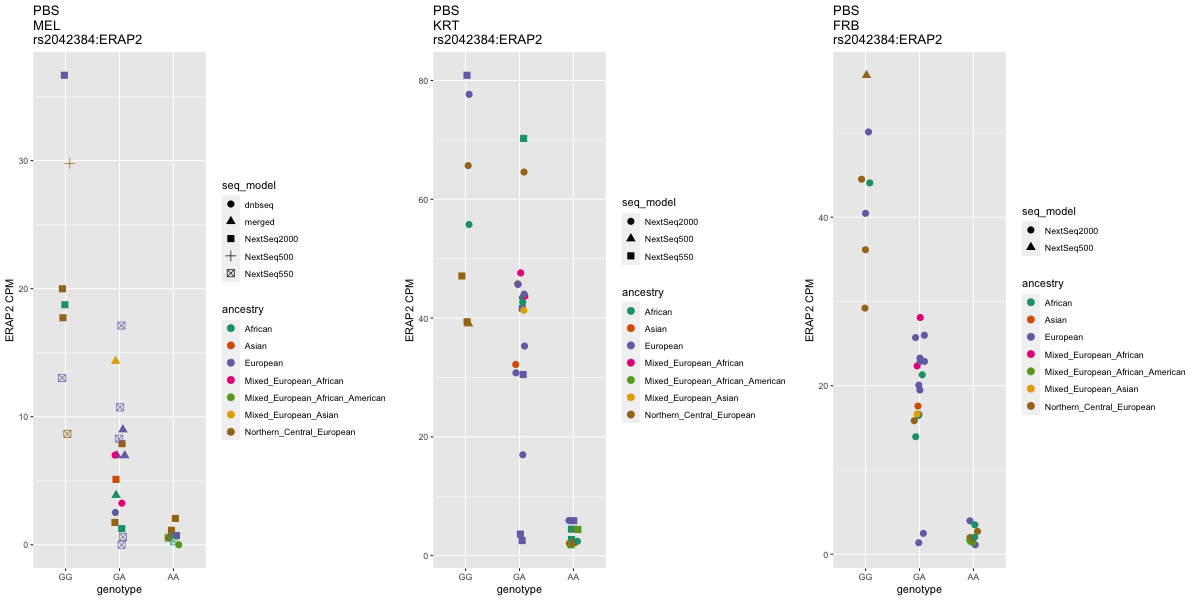 PBS
MEL
rs2042384:ERAP2
ERAP2 CPM
30
20
10
0
GG
GA
AA
genotype
seq_model
dnbseq
merged
NextSeq2000
NextSeq500
NextSeq550
ancestry
African
Asian
European
Mixed_European_African
Mixed_European_African_American
Mixed_European_Asian
Northern_Central_European
PBS
KRT
rs2042384:ERAP2
ERAP2 CPM
80
60
40
20
0
GG
GA
AA
genotype
seq_model
NextSeq2000
NextSeq500
NextSeq550
ancestry
African
Asian
European
Mixed_European_African
Mixed_European_African_American
Mixed_European_Asian
Northern_Central_European
PBS
FRB
rs2042384:ERAP2
ERAP2 CPM
40
20
0
GG
GA
AA
genotype
seq_model
NextSeq2000
NextSeq500
ancestry
African
Asian
European
Mixed_European_African
Mixed_European_African_American
Mixed_European_Asian
Northern_Central_European